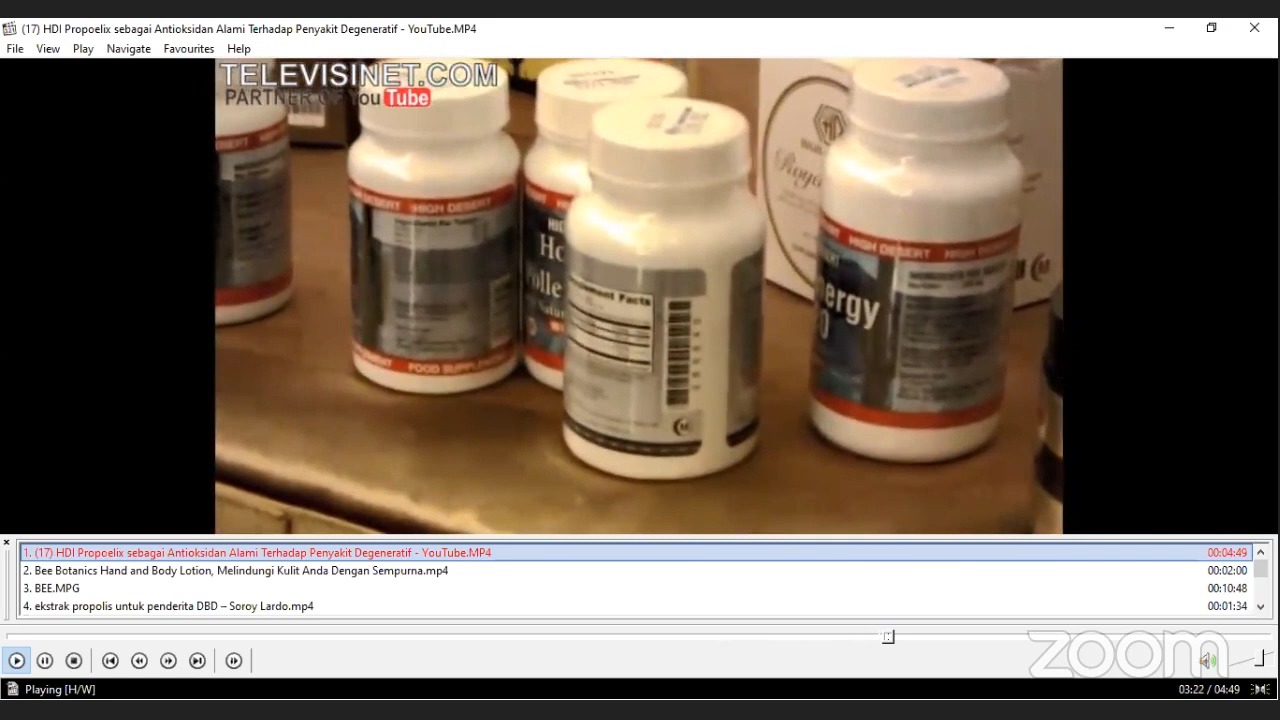 (17) HDI Propoelix sebagai Antioksidan Alami Terhadap Penyakit Degeneratif - YouTube.MP4
File View Play Navigate Favourites Help
TELEVISINET.COM
PARTNER OF YouTube
HIGH DESERT
HIGH DESERT
Supplement Facts
FOOD SUPPLEMENT
1. (17) HDI Propoelix sebagai Antioksidan Alami Terhadap Penyakit Degeneratif - YouTube.MP4 00:04:49
2. Bee Botanics Hand and Body Lotion, Melindungi Kulit Anda Dengan Sempurna.mp4 00:02:00
3. BEE.MPG 00:10:48
4. ekstrak propolis untuk penderita DBD – Soroy Lardo.mp4 00:01:34
zoom
Playing [H/W] 03:22 / 04:49